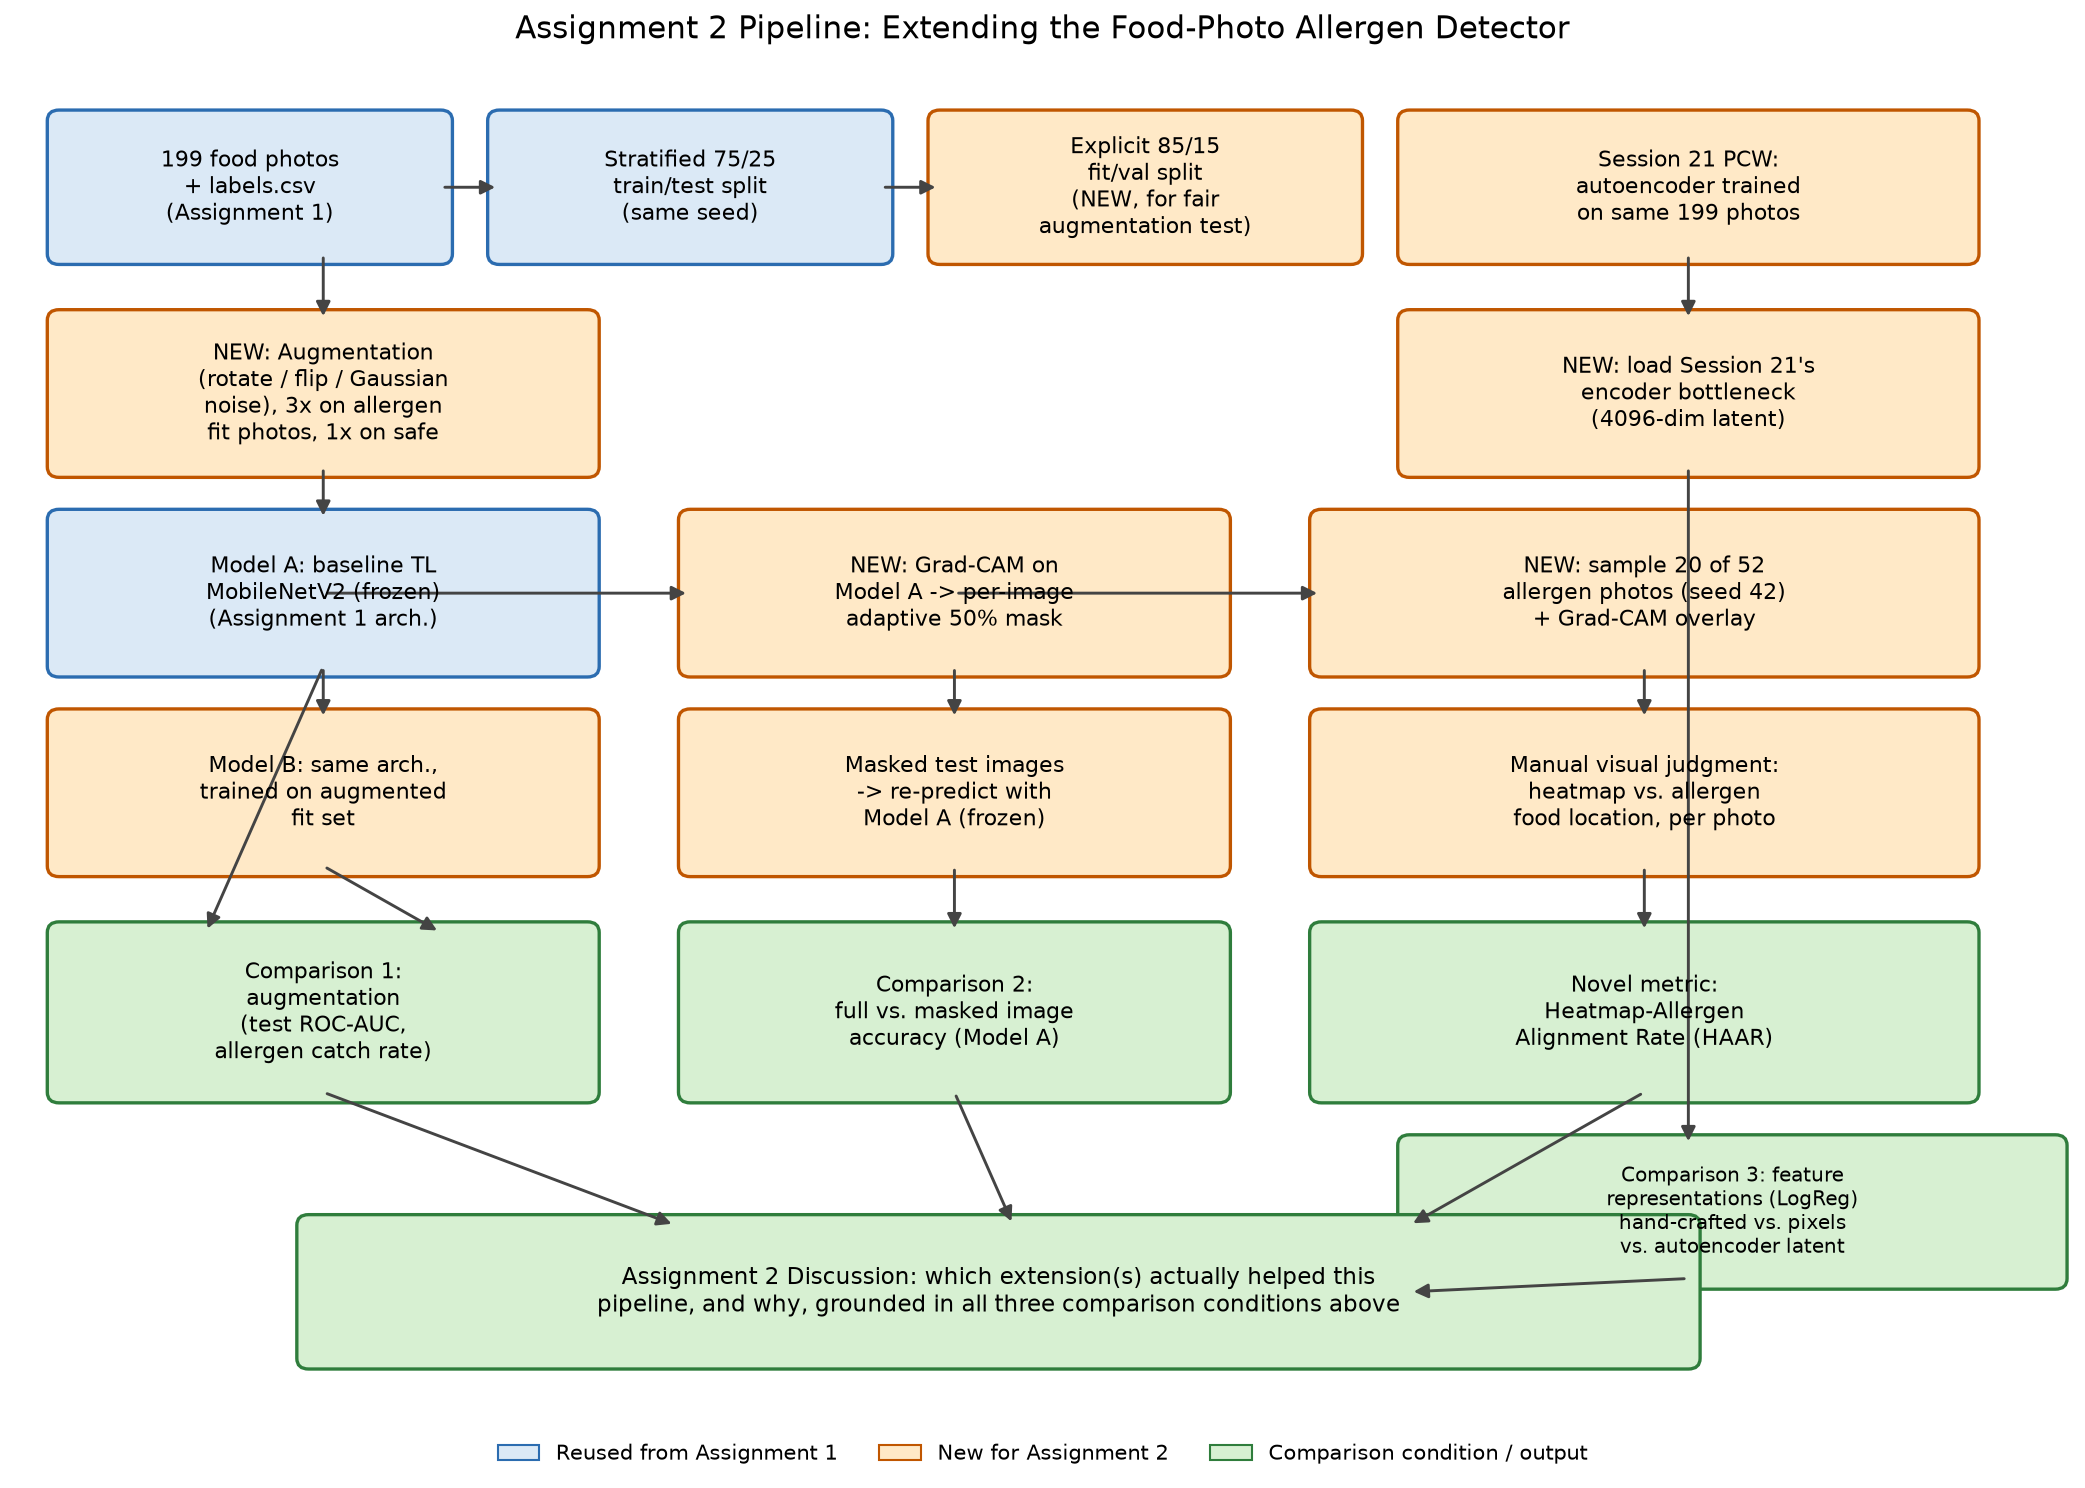 Assignment 2 Pipeline: Extending the Food-Photo Allergen Detector
199 food photos
+ labels.csv
(Assignment 1)
Stratified 75/25
train/test split
(same seed)
Explicit 85/15
fit/val split
(NEW, for fair
augmentation test)
Session 21 PCW:
autoencoder trained
on same 199 photos
NEW: Augmentation
(rotate / flip / Gaussian
noise), 3x on allergen
fit photos, 1x on safe
NEW: load Session 21's
encoder bottleneck
(4096-dim latent)
Model A: baseline TL
MobileNetV2 (frozen)
(Assignment 1 arch.)
NEW: Grad-CAM on
Model A -> per-image
adaptive 50% mask
NEW: sample 20 of 52
allergen photos (seed 42)
+ Grad-CAM overlay
Model B: same arch.,
trained on augmented
fit set
Masked test images
-> re-predict with
Model A (frozen)
Manual visual judgment:
heatmap vs. allergen
food location, per photo
Comparison 1:
augmentation
(test ROC-AUC,
allergen catch rate)
Comparison 2:
full vs. masked image
accuracy (Model A)
Novel metric:
Heatmap-Allergen
Alignment Rate (HAAR)
Comparison 3: feature
representations (LogReg)
hand-crafted vs. pixels
vs. autoencoder latent
Assignment 2 Discussion: which extension(s) actually helped this
pipeline, and why, grounded in all three comparison conditions above
Reused from Assignment 1
New for Assignment 2
Comparison condition / output